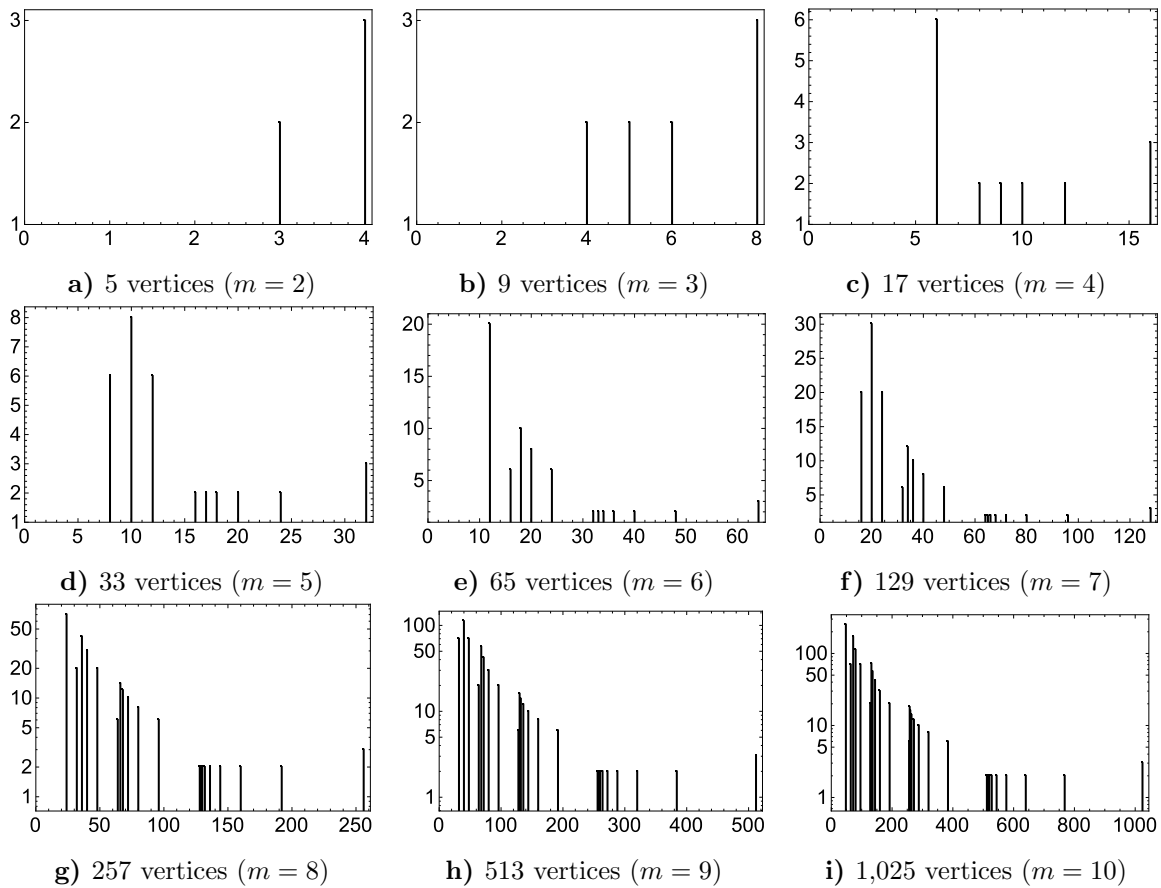 3
2
1
0 1 2 3 4
3
2
1
0 2 4 6 8
6
5
4
3
2
1
0 5 10 15
a) 5 vertices (m = 2)
b) 9 vertices (m = 3)
c) 17 vertices (m = 4)
8
7
6
5
4
3
2
1
0 5 10 15 20 25 30
20
15
10
5
0 10 20 30 40 50 60
30
25
20
15
10
5
0 20 40 60 80 100 120
d) 33 vertices (m = 5)
e) 65 vertices (m = 6)
f) 129 vertices (m = 7)
50
20
10
5
2
1
0 50 100 150 200 250
100
50
10
5
1
0 100 200 300 400 500
100
50
10
5
1
0 200 400 600 800 1000
g) 257 vertices (m = 8)
h) 513 vertices (m = 9)
i) 1,025 vertices (m = 10)